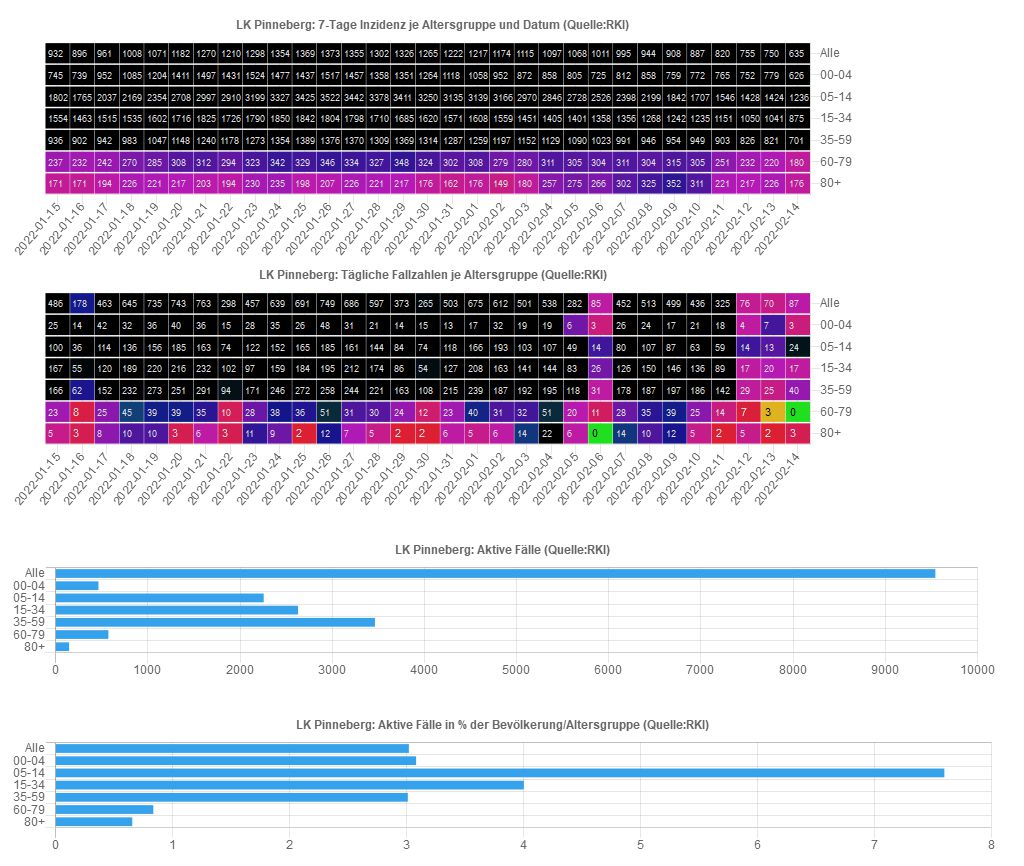 LK Pinneberg: 7-Tage Inzidenz je Altersgruppe und Datum (Quelle:RKI)
932 896 961 1008 1071 1182 1270 1210 1298 1354 1369 1373 1355 1302 1326 1265 1222 1217 1174 1115 1097 1068 1011 995 944 908 887 820 755 750 635 Alle
745 739 952 1085 1204 1411 1497 1431 1524 1477 1437 1517 1457 1358 1351 1264 1118 1058 952 872 858 805 725 812 858 759 772 765 752 779 626 00-04
1802 1765 2037 2169 2354 2708 2997 2910 3199 3327 3425 3522 3442 3378 3411 3250 3135 3139 3166 2970 2846 2728 2526 2398 2199 1842 1707 1546 1428 1424 1236 05-14
1554 1463 1515 1535 1602 1716 1825 1726 1790 1850 1842 1804 1798 1710 1685 1620 1571 1608 1559 1451 1405 1401 1358 1356 1268 1242 1235 1151 1050 1041 875 15-34
936 902 942 983 1047 1148 1240 1178 1273 1354 1389 1376 1370 1309 1369 1314 1287 1275 1196 1152 1129 1090 1023 991 946 954 949 903 826 821 701 35-59
237 232 242 270 285 308 312 294 323 342 329 346 334 327 348 324 302 308 279 280 311 305 304 311 304 315 305 251 232 220 180 60-79
171 171 194 226 221 217 203 194 230 235 198 207 226 221 217 176 162 176 149 180 257 275 266 302 325 352 311 221 217 226 176 80+
2022-01-15 2022-01-16 2022-01-17 2022-01-18 2022-01-19 2022-01-20 2022-01-21 2022-01-22 2022-01-23 2022-01-24 2022-01-25 2022-01-26 2022-01-27 2022-01-28 2022-01-29 2022-01-30 2022-01-31 2022-02-01 2022-02-02 2022-02-03 2022-02-04 2022-02-05 2022-02-06 2022-02-07 2022-02-08 2022-02-09 2022-02-10 2022-02-11 2022-02-12 2022-02-13 2022-02-14
LK Pinneberg: Tägliche Fallzahlen je Altersgruppe (Quelle:RKI)
486 178 463 645 735 743 763 298 457 639 691 749 686 597 373 265 503 675 612 501 538 282 85 452 513 499 436 325 76 70 87 Alle
25 14 42 32 36 40 36 15 28 35 26 48 31 21 14 15 13 17 32 19 19 6 3 26 24 17 21 18 4 7 3 00-04
100 36 114 136 156 185 163 74 122 152 165 185 161 144 84 74 118 166 193 103 107 49 14 80 107 87 63 59 14 13 24 05-14
167 55 120 189 220 216 232 102 97 159 184 195 212 174 86 54 127 208 163 141 144 83 26 126 150 146 136 89 17 20 17 15-34
166 62 152 232 273 251 291 94 171 246 272 258 244 221 163 108 215 239 187 192 195 118 31 178 187 197 186 142 29 25 40 35-59
23 8 25 45 39 39 35 10 28 38 36 51 31 30 24 12 23 40 31 32 51 20 11 28 35 39 25 14 7 3 0 60-79
5 3 8 10 10 3 6 3 11 9 2 12 7 5 2 2 6 5 6 14 22 6 0 14 10 12 5 2 5 2 3 80+
2022-01-15 2022-01-16 2022-01-17 2022-01-18 2022-01-19 2022-01-20 2022-01-21 2022-01-22 2022-01-23 2022-01-24 2022-01-25 2022-01-26 2022-01-27 2022-01-28 2022-01-29 2022-01-30 2022-01-31 2022-02-01 2022-02-02 2022-02-03 2022-02-04 2022-02-05 2022-02-06 2022-02-07 2022-02-08 2022-02-09 2022-02-10 2022-02-11 2022-02-12 2022-02-13 2022-02-14
LK Pinneberg: Aktive Fälle (Quelle:RKI)
Alle
00-04
05-14
15-34
35-59
60-79
80+
0 1000 2000 3000 4000 5000 6000 7000 8000 9000 10000
LK Pinneberg: Aktive Fälle in % der Bevölkerung/Altersgruppe (Quelle:RKI)
Alle
00-04
05-14
15-34
35-59
60-79
80+
0 1 2 3 4 5 6 7 8